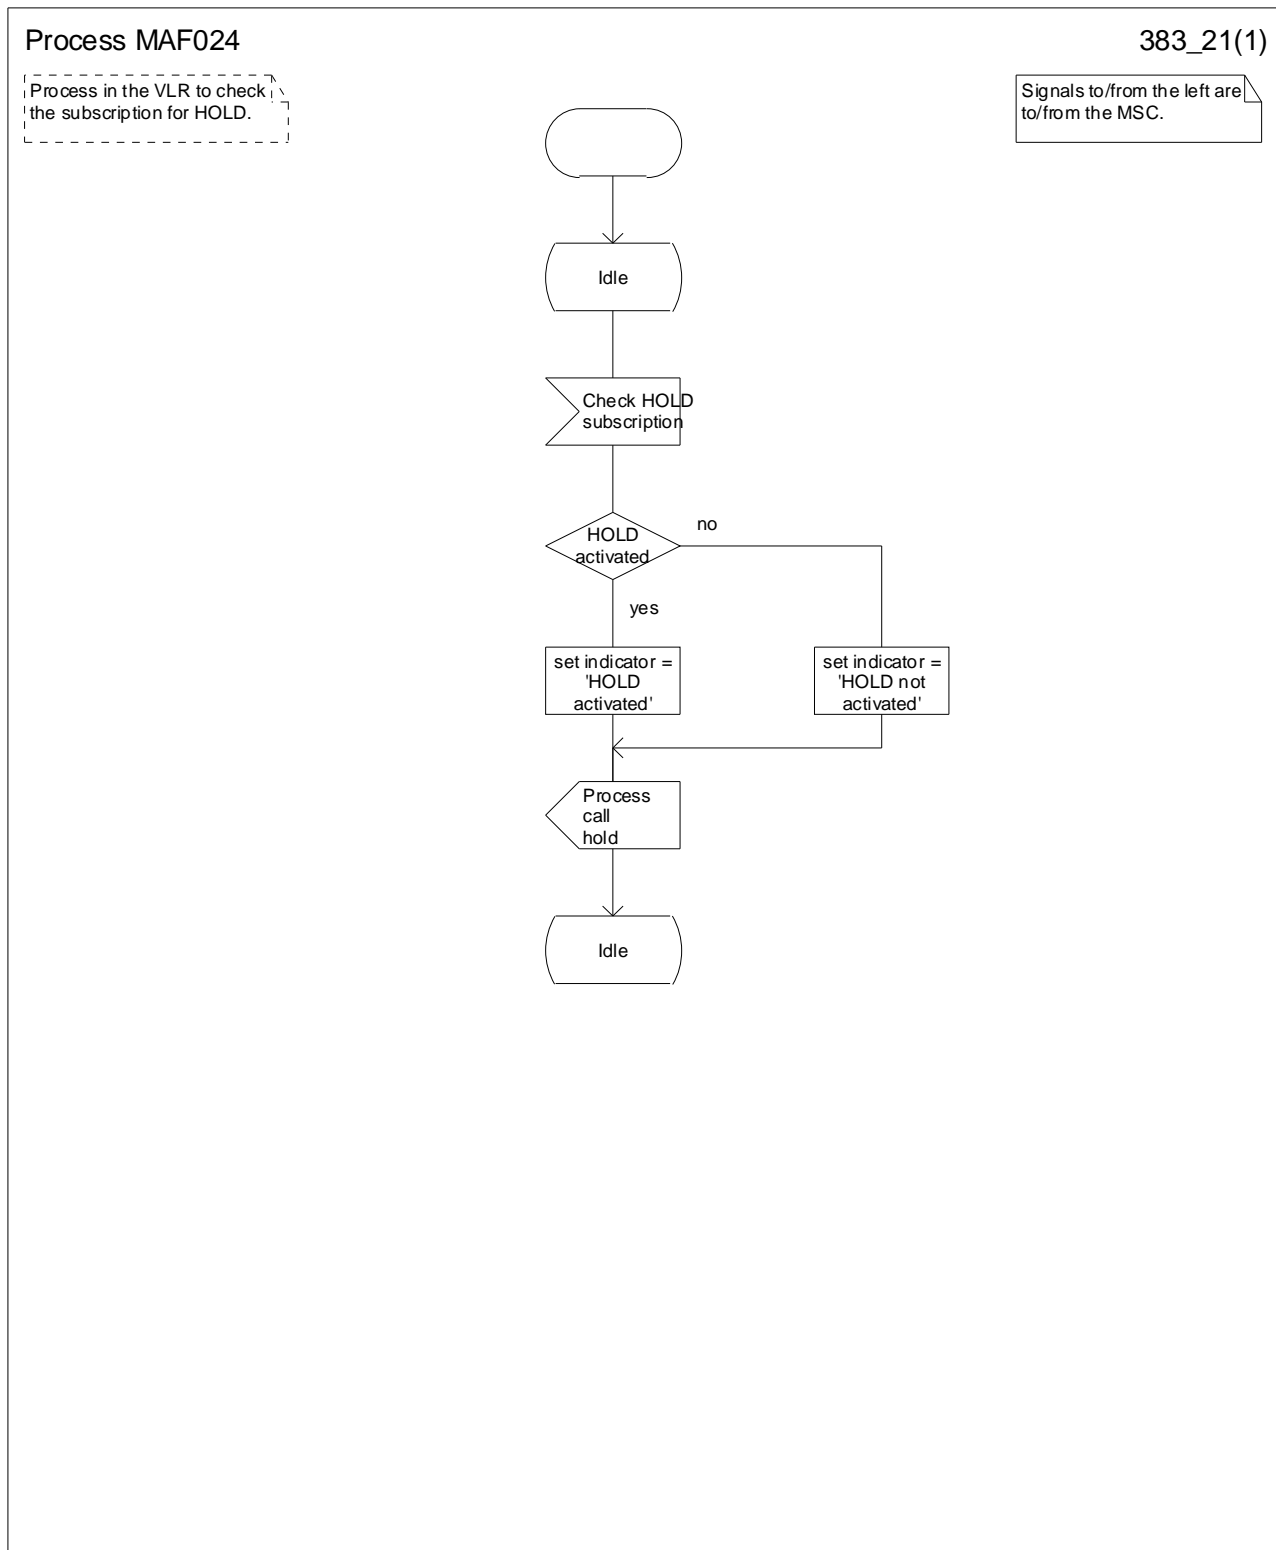 Process MAF024
383_21(1)
Process in the VLR to check
the subscription for HOLD.
Signals to/from the left are
to/from the MSC.
Idle
Check HOLD
subscription
HOLD
activated
no
yes
set indicator =
'HOLD
activated'
set indicator =
'HOLD not
activated'
Process
call
hold
Idle